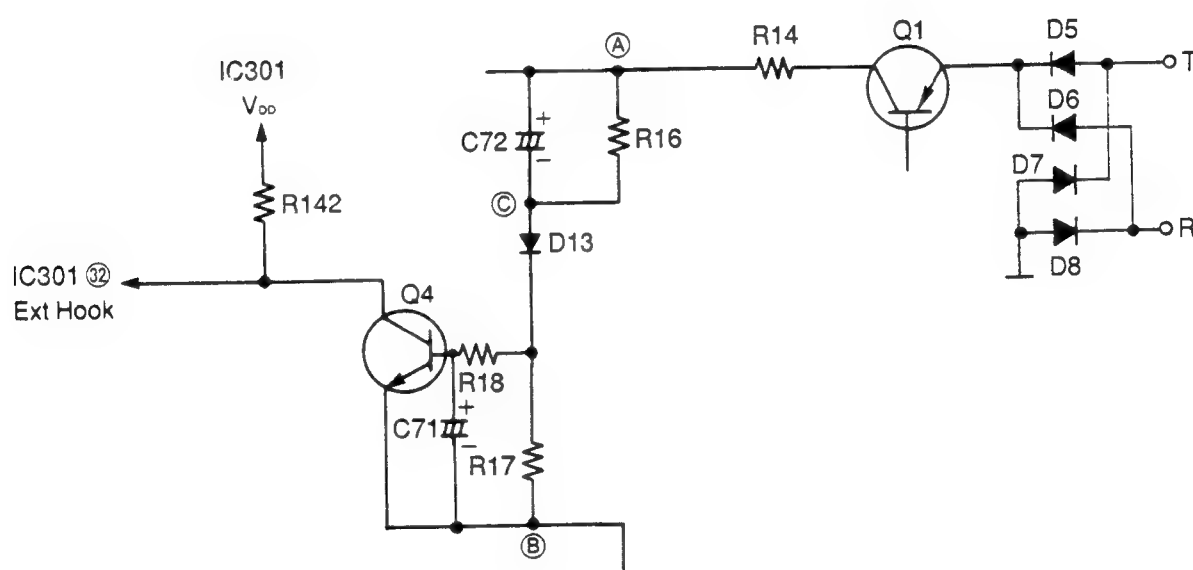 Q1
D5
R14
Ⓐ
T
IC301
VDD
D6
C72
+
−
R16
D7
R142
Ⓒ
R
D13
D8
IC301 ㉜
Ext Hook
Q4
R18
C71
+
−
R17
Ⓑ